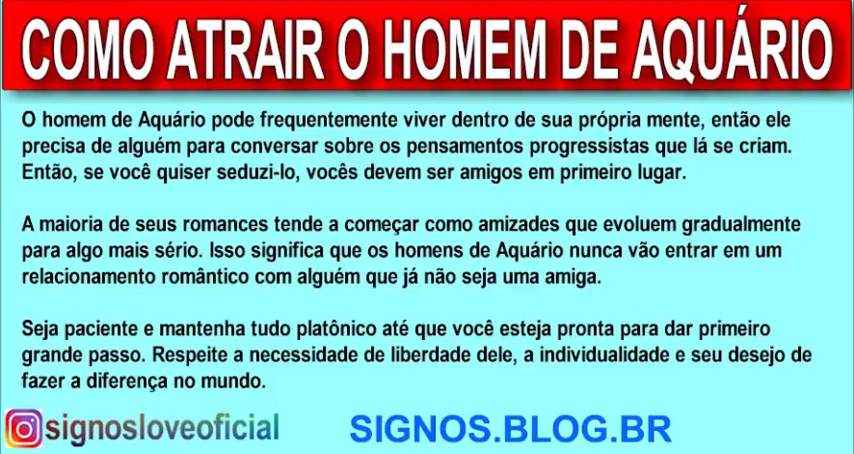 COMO ATRAIR O HOMEM DE AQUÁRIO
O homem de Aquário pode frequentemente viver dentro de sua própria mente, então ele
precisa de alguém para conversar sobre os pensamentos progressistas que lá se criam.
Então, se você quiser seduzi-lo, vocês devem ser amigos em primeiro lugar.
A maioria de seus romances tende a começar como amizades que evoluem gradualmente
para algo mais sério. Isso significa que os homens de Aquário nunca vão entrar em um
relacionamento romântico com alguém que já não seja uma amiga.
Seja paciente e mantenha tudo platônico até que você esteja pronta para dar primeiro
grande passo. Respeite a necessidade de liberdade dele, a individualidade e seu desejo de
fazer a diferença no mundo.
signosloveoficial SIGNOS.BLOG.BR